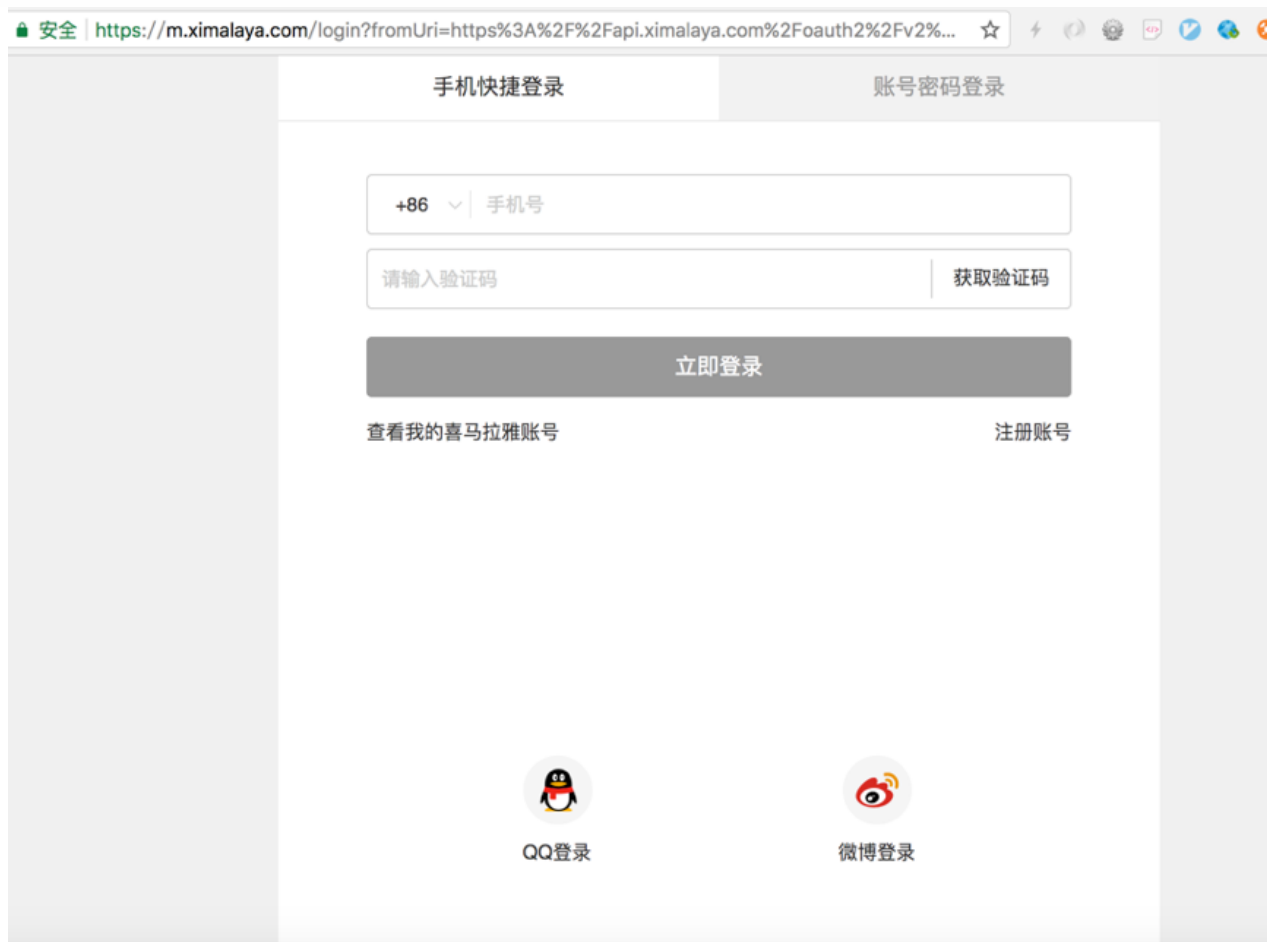 安全 https://m.ximalaya.com/login?fromUri=https%3A%2F%2Fapi.ximalaya.com%2Foauth2%2Fv2%...
手机快捷登录 账号密码登录
+86 手机号
请输入验证码 获取验证码
立即登录
查看我的喜马拉雅账号 注册账号
QQ登录 微博登录